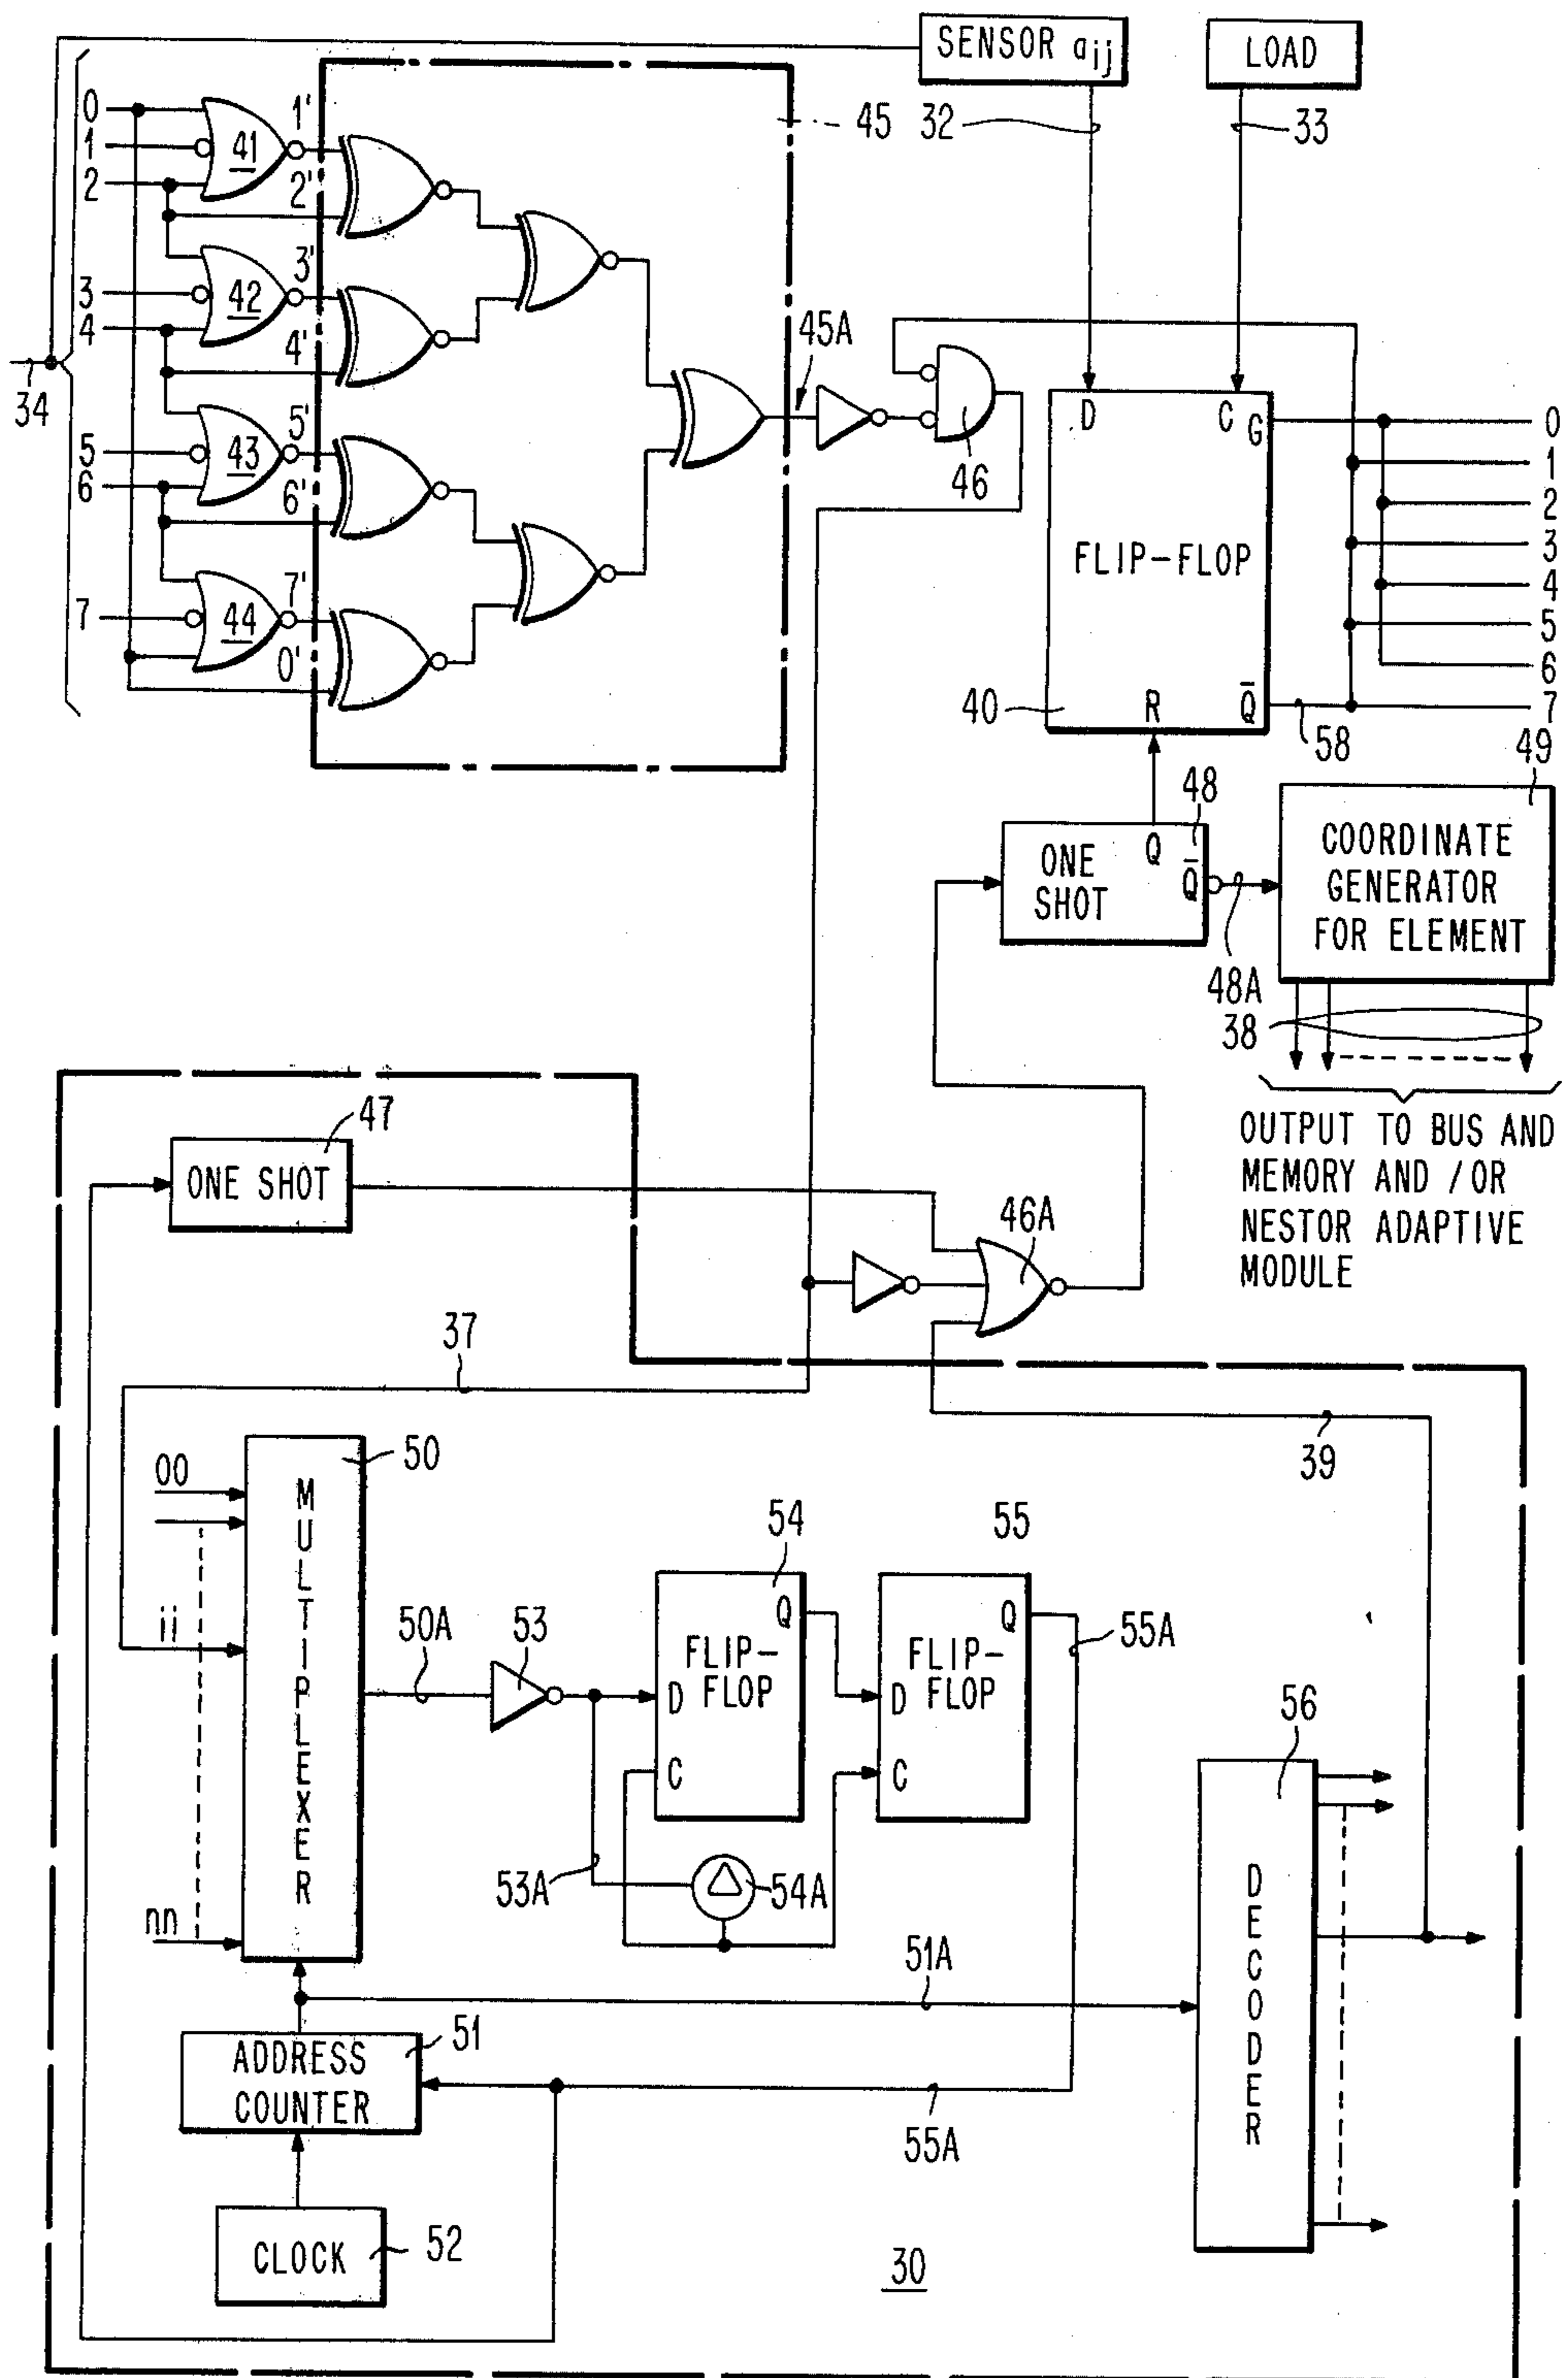 SENSOR aij
LOAD
0
1
2
3
4
5
6
7
34
41
42
43
44
1'
2'
3'
4'
5'
6'
7'
0'
45
32
33
45A
46
D
C
G
FLIP-FLOP
40
R
Q̄
58
0
1
2
3
4
5
6
7
49
48
ONE
SHOT
Q
Q̄
48A
COORDINATE
GENERATOR
FOR ELEMENT
38
OUTPUT TO BUS AND
MEMORY AND / OR
NESTOR ADAPTIVE
MODULE
47
ONE SHOT
46A
37
39
00
ii
nn
50
MULTIPLEXER
50A
53
54
Q
FLIP-
FLOP
D
C
55
Q
FLIP-
FLOP
D
C
55A
53A
54A
56
DECODER
51A
51
ADDRESS
COUNTER
55A
CLOCK
52
30